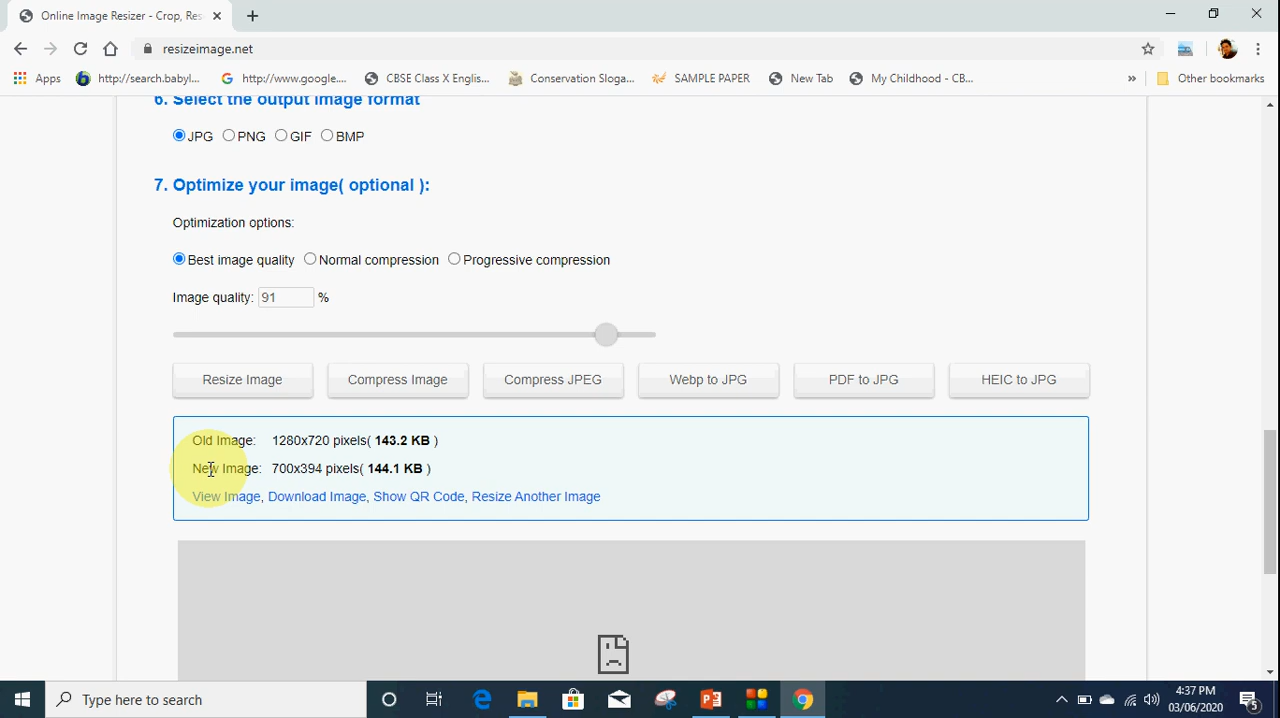 Online Image Resizer - Crop, Res
resizeimage.net
Apps http://search.babyl... http://www.google.... CBSE Class X Englis... Conservation Sloga... SAMPLE PAPER New Tab My Childhood - CB... » Other bookmarks
6. Select the output image format
JPG PNG GIF BMP
7. Optimize your image( optional ):
Optimization options:
Best image quality Normal compression Progressive compression
Image quality: 91 %
Resize Image Compress Image Compress JPEG Webp to JPG PDF to JPG HEIC to JPG
Old Image: 1280x720 pixels( 143.2 KB )
New Image: 700x394 pixels( 144.1 KB )
View Image, Download Image, Show QR Code, Resize Another Image
Type here to search
4:37 PM
03/06/2020
5